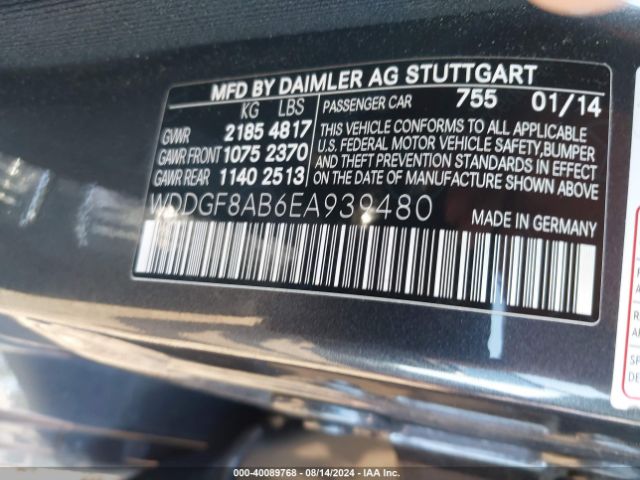 MFD BY DAIMLER AG STUTTGART
KG LBS
GVWR 2185 4817
GAWR FRONT 1075 2370
GAWR REAR 1140 2513
PASSENGER CAR 755 01/14
THIS VEHICLE CONFORMS TO ALL APPLICABLE
U.S. FEDERAL MOTOR VEHICLE SAFETY,BUMPER
AND THEFT PREVENTION STANDARDS IN EFFECT
ON THE DATE OF MANUFACTURE SHOWN ABOVE
WDDGF8AB6EA939480
MADE IN GERMANY
000-40089768 - 08/14/2024 - IAA Inc.